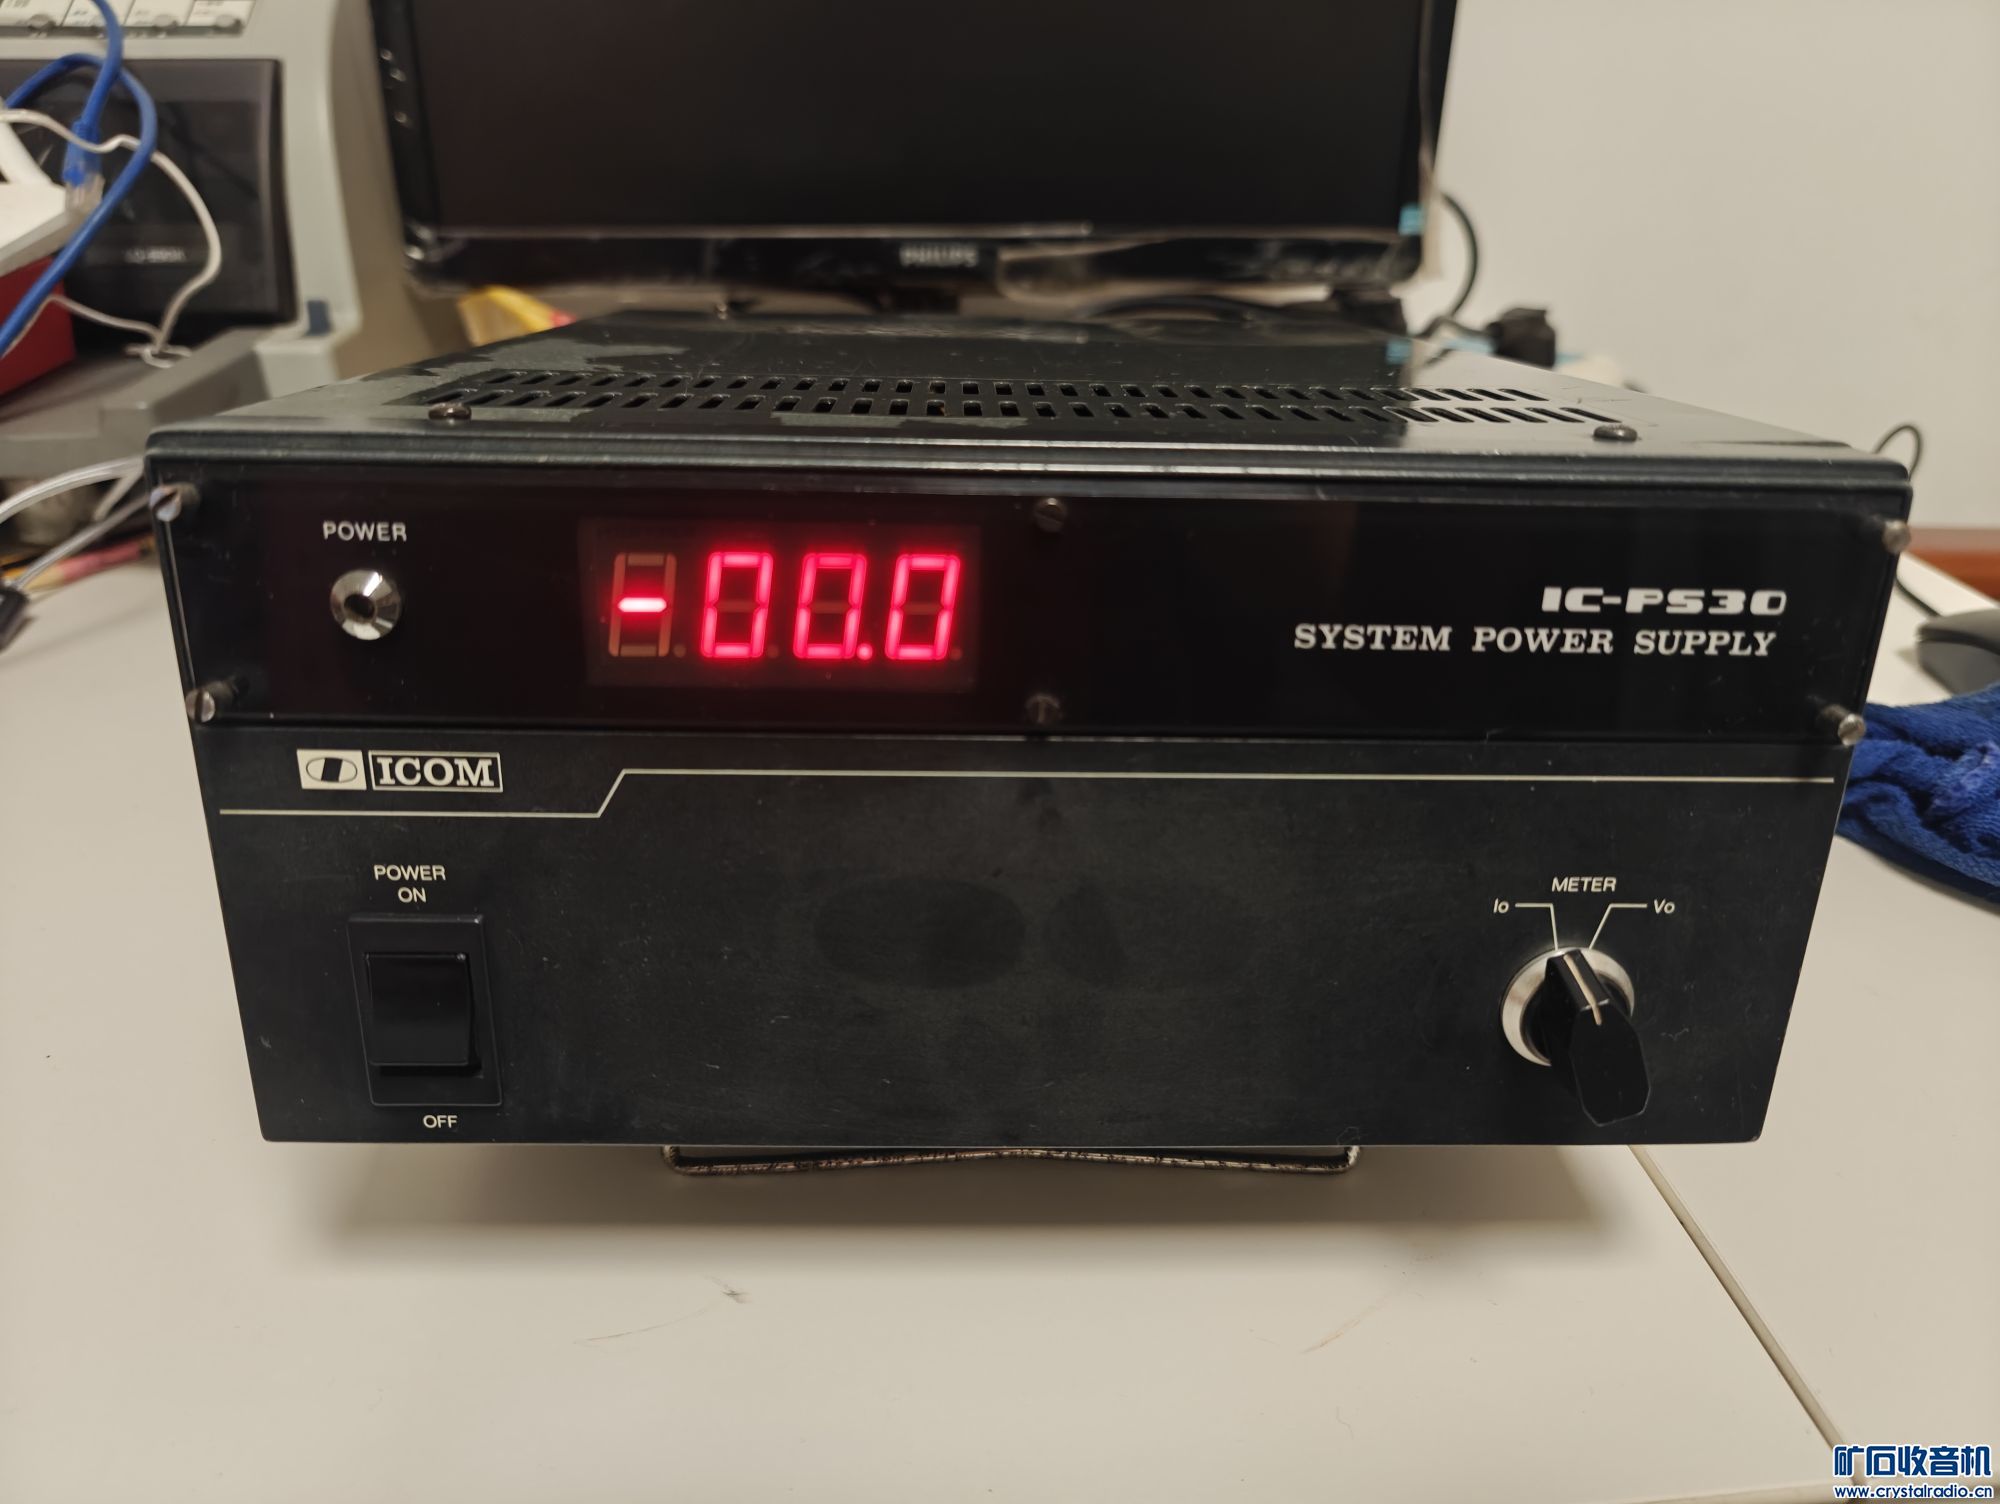 PHILIPS
POWER
-00.0
IC-PS30
SYSTEM POWER SUPPLY
ICOM
POWER
ON
OFF
METER
Io
Vo
矿石收音机
www.crystalradio.cn